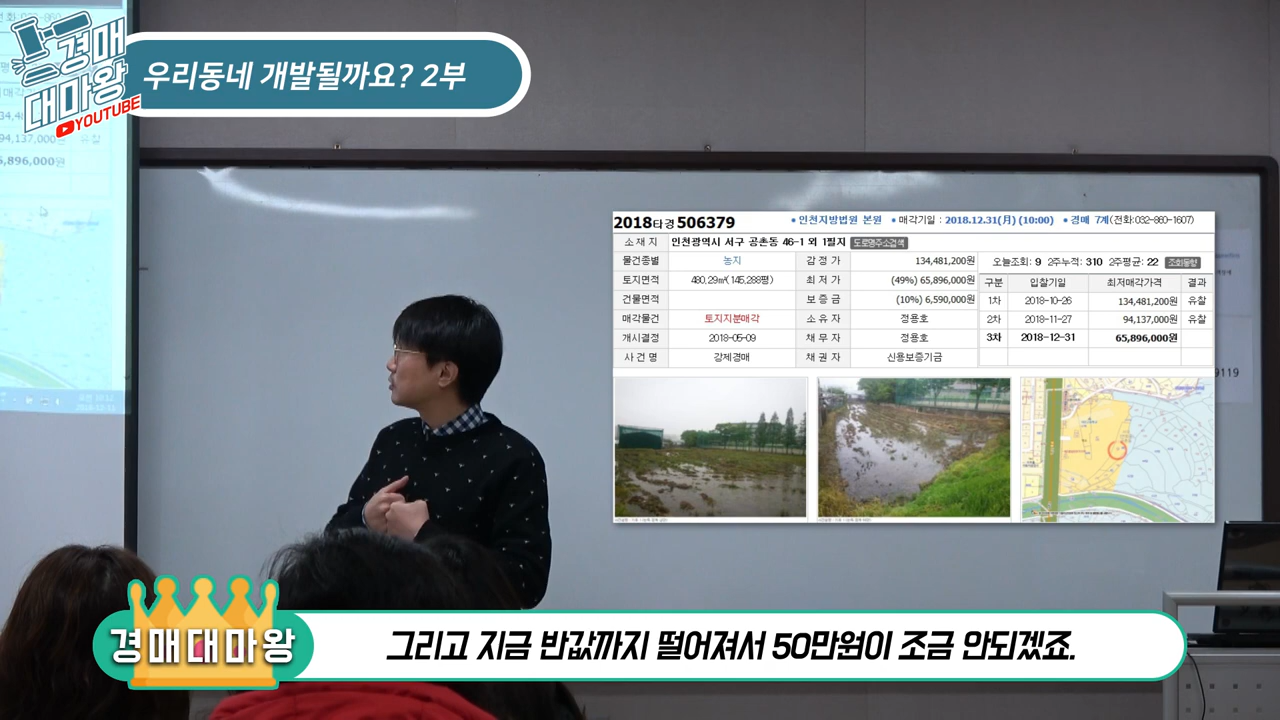 경매
대마왕
YOUTUBE
우리동네 개발될까요? 2부
94,137,000원 유찰
5,896,000원
2018타경506379
• 인천지방법원 본원 • 매각기일 : 2018.12.31(月) (10:00) • 경매 7계(전화:032-860-1607)
소 재 지 인천광역시 서구 공촌동 46-1 외 1필지 도로명주소검색
물건종별 농지 감 정 가 134,481,200원 오늘조회: 9 2주누적: 310 2주평균: 22 조회동향
토지면적 480.29㎡(145.288평) 최 저 가 (49%) 65,896,000원 구분 입찰기일 최저매각가격 결과
건물면적 보 증 금 (10%) 6,590,000원 1차 2018-10-26 134,481,200원 유찰
매각물건 토지지분매각 소 유 자 정용호 2차 2018-11-27 94,137,000원 유찰
개시결정 2018-05-09 채 무 자 정용호 3차 2018-12-31 65,896,000원
사 건 명 강제경매 채 권 자 신용보증기금
9119
경매대마왕
그리고 지금 반값까지 떨어져서 50만원이 조금 안되겠죠.